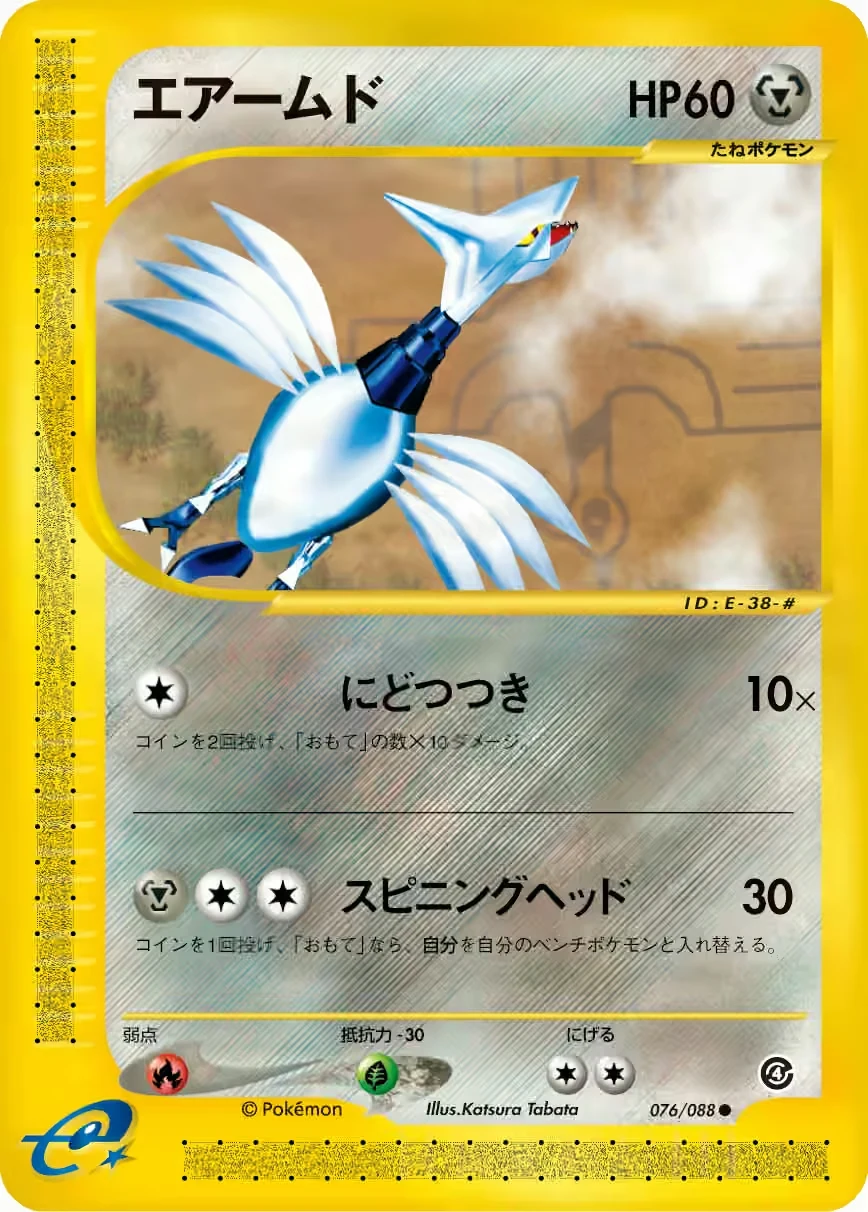 エアームド
HP60
たねポケモン
ID:E-38-#
にどつつき
10×
コインを2回投げ、「おもて」の数×10ダメージ。
スピニングヘッド
30
コインを1回投げ、「おもて」なら、自分を自分のベンチポケモンと入れ替える。
弱点
抵抗力-30
にげる
© Pokémon
Illus.Katsura Tabata
076/088●
4
e